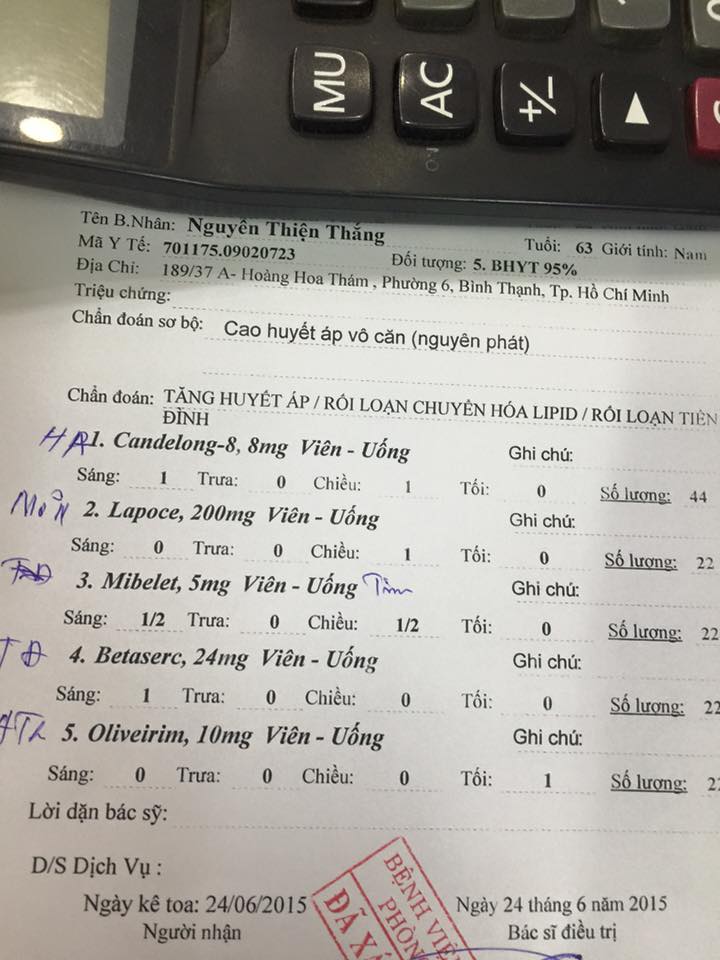 MU AC +/- ▲
ON
Tên B.Nhân: Nguyễn Thiện Thắng Tuổi: 63 Giới tính: Nam
Mã Y Tế: 701175.09020723 Đối tượng: 5. BHYT 95%
Địa Chỉ: 189/37 A- Hoàng Hoa Thám , Phường 6, Bình Thạnh, Tp. Hồ Chí Minh
Triệu chứng:
Chẩn đoán sơ bộ: Cao huyết áp vô căn (nguyên phát)
Chẩn đoán: TĂNG HUYẾT ÁP / RỐI LOẠN CHUYỂN HÓA LIPID / RỐI LOẠN TIỀN
ĐÌNH
HA 1. Candelong-8, 8mg Viên - Uống Ghi chú:
Sáng: 1 Trưa: 0 Chiều: 1 Tối: 0 Số lượng: 44
Mỡ 2. Lapoce, 200mg Viên - Uống Ghi chú:
Sáng: 0 Trưa: 0 Chiều: 1 Tối: 0 Số lượng: 22
3. Mibelet, 5mg Viên - Uống Tim Ghi chú:
Sáng: 1/2 Trưa: 0 Chiều: 1/2 Tối: 0 Số lượng: 22
TĐ 4. Betaserc, 24mg Viên - Uống Ghi chú:
Sáng: 1 Trưa: 0 Chiều: 0 Tối: 0 Số lượng: 22
5. Oliveirim, 10mg Viên - Uống Ghi chú:
Sáng: 0 Trưa: 0 Chiều: 0 Tối: 1 Số lượng: 22
Lời dặn bác sỹ:
D/S Dịch Vụ :
Ngày kê toa: 24/06/2015 Ngày 24 tháng 6 năm 2015
Người nhận Bác sĩ điều trị
BỆNH VIỆN
PHÒNG
ĐÃ XÁ